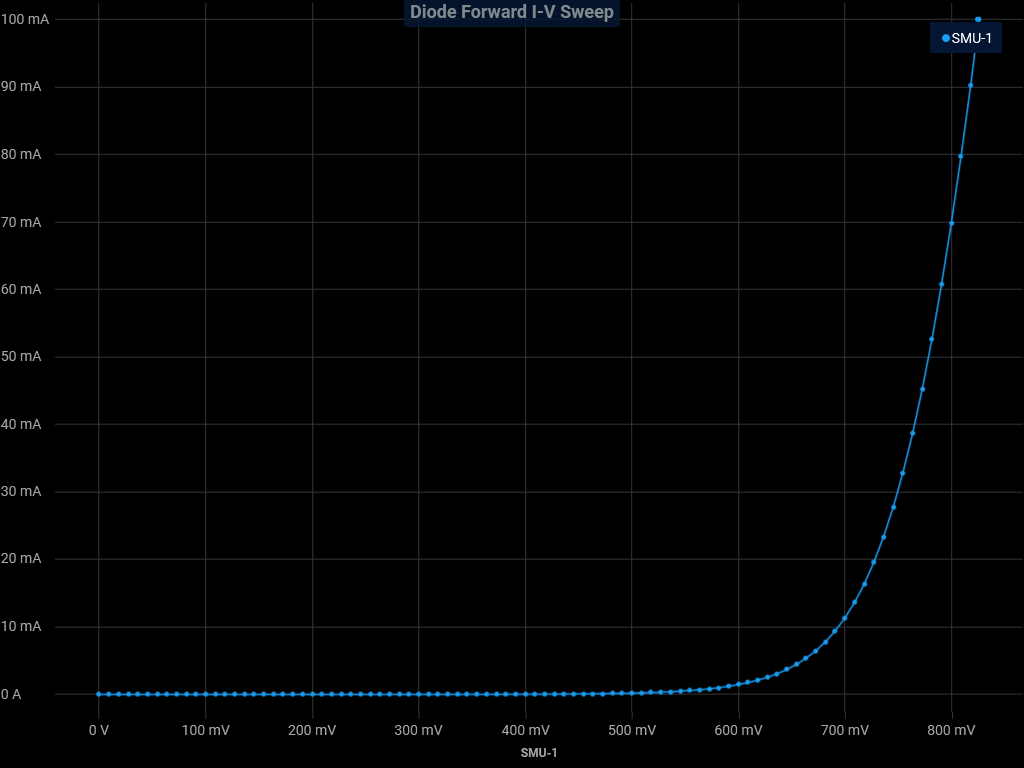 Diode Forward I-V Sweep
SMU-1
100 mA
90 mA
80 mA
70 mA
60 mA
50 mA
40 mA
30 mA
20 mA
10 mA
0 A
0 V
100 mV
200 mV
300 mV
400 mV
500 mV
600 mV
700 mV
800 mV
SMU-1